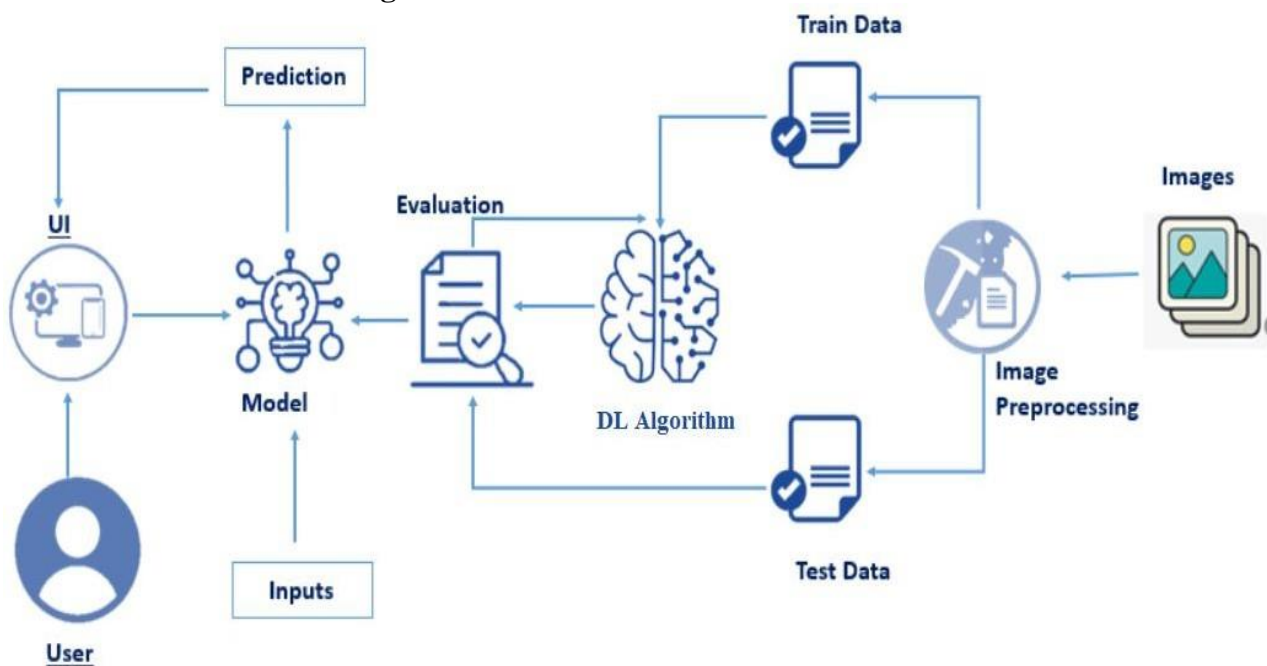 g
Train Data
Prediction
Images
Evaluation
UI
Image
Preprocessing
Model
DL Algorithm
Test Data
Inputs
User